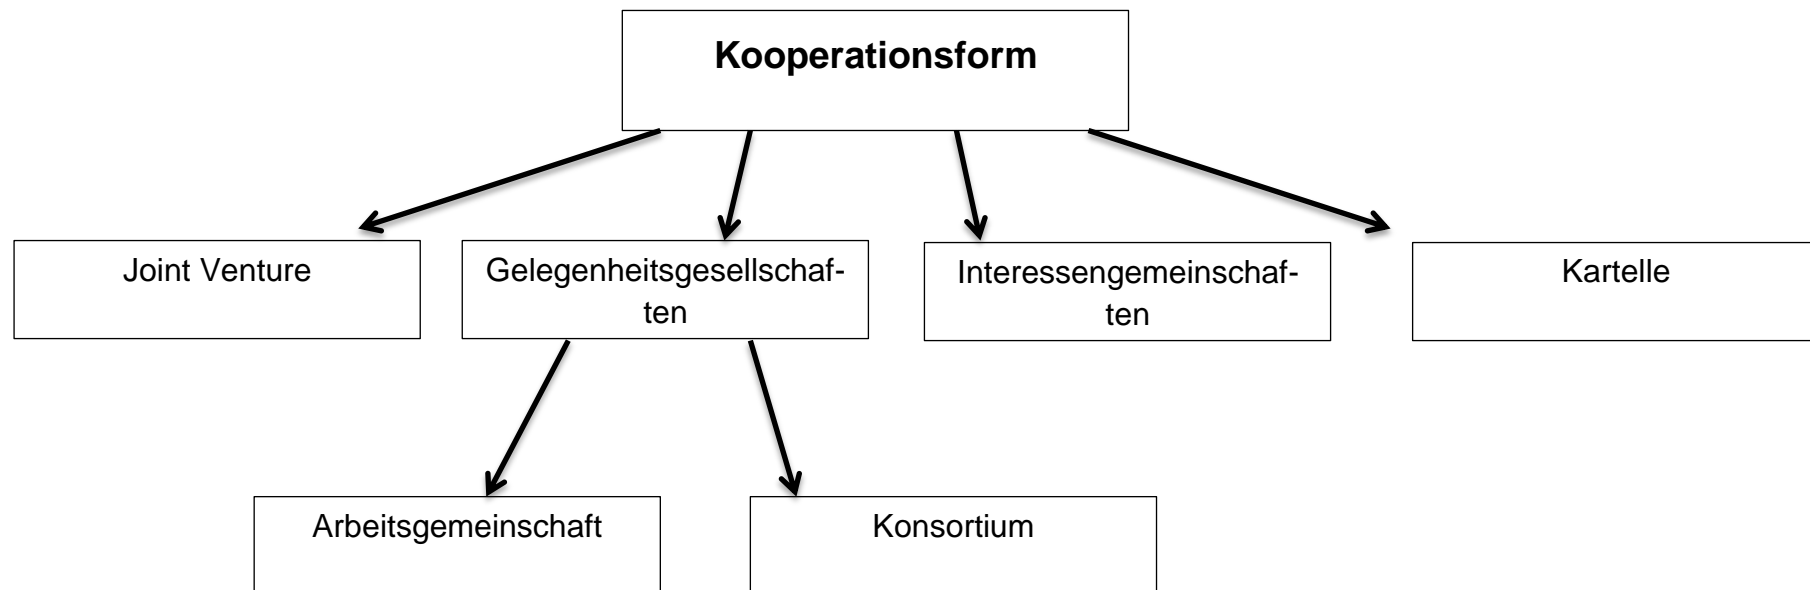 Kooperationsform
Joint Venture
Gelegenheitsgesellschaf-
ten
Interessengemeinschaf-
ten
Kartelle
Arbeitsgemeinschaft
Konsortium